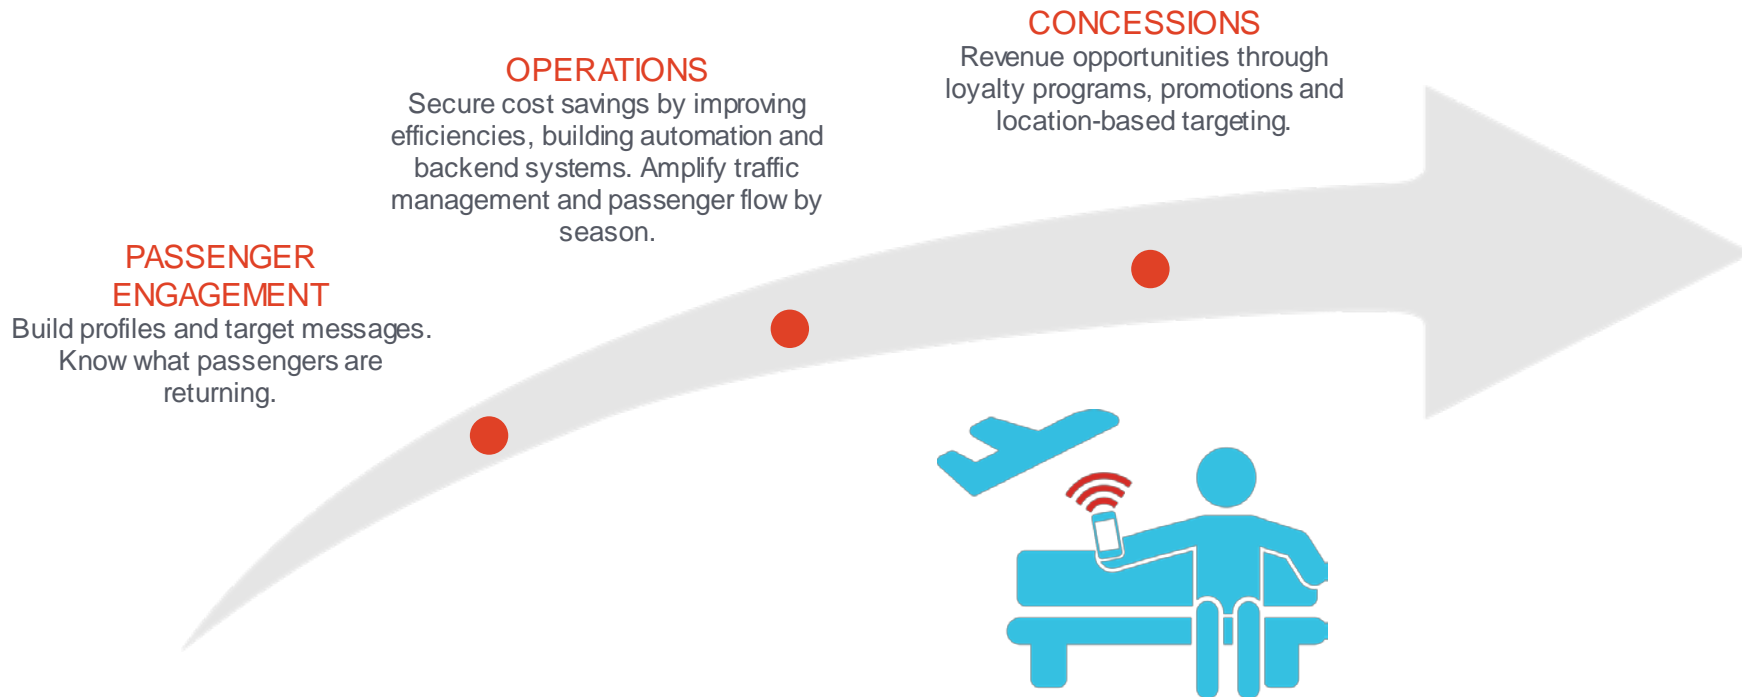 CONCESSIONS
Revenue opportunities through
loyalty programs, promotions and
location-based targeting.
OPERATIONS
Secure cost savings by improving
efficiencies, building automation and
backend systems. Amplify traffic
management and passenger flow by
season.
PASSENGER
ENGAGEMENT
Build profiles and target messages.
Know what passengers are
returning.